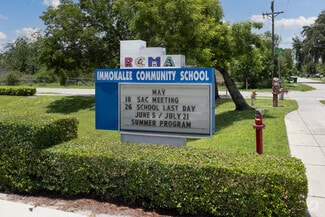 RCMA
IMMOKALEE COMMUNITY SCHOOL
MAY
18 SAC MEETING
26 SCHOOL LAST DAY
JUNE 5 / JULY 21
SUMMER PROGRAM